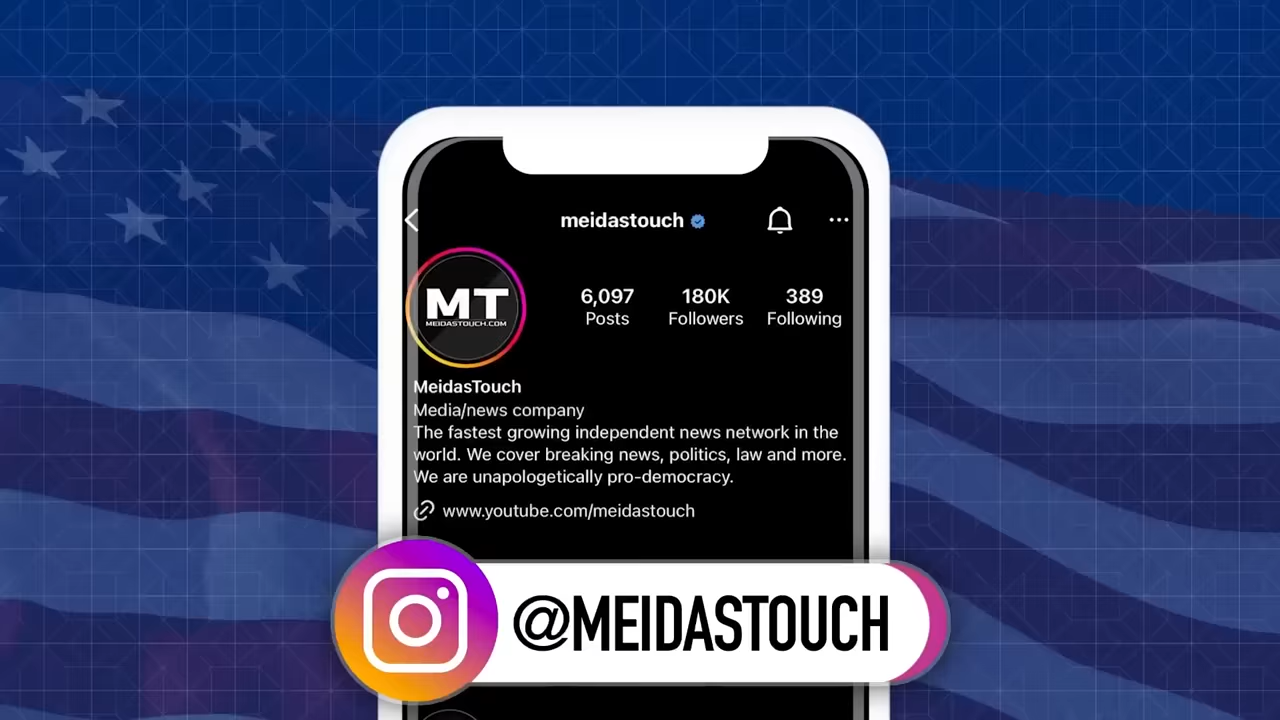 meidastouch
MT
MEIDASTOUCH.COM
6,097 180K 389
Posts Followers Following
MeidasTouch
Media/news company
The fastest growing independent news network in the
world. We cover breaking news, politics, law and more.
We are unapologetically pro-democracy.
www.youtube.com/meidastouch
@MEIDASTOUCH